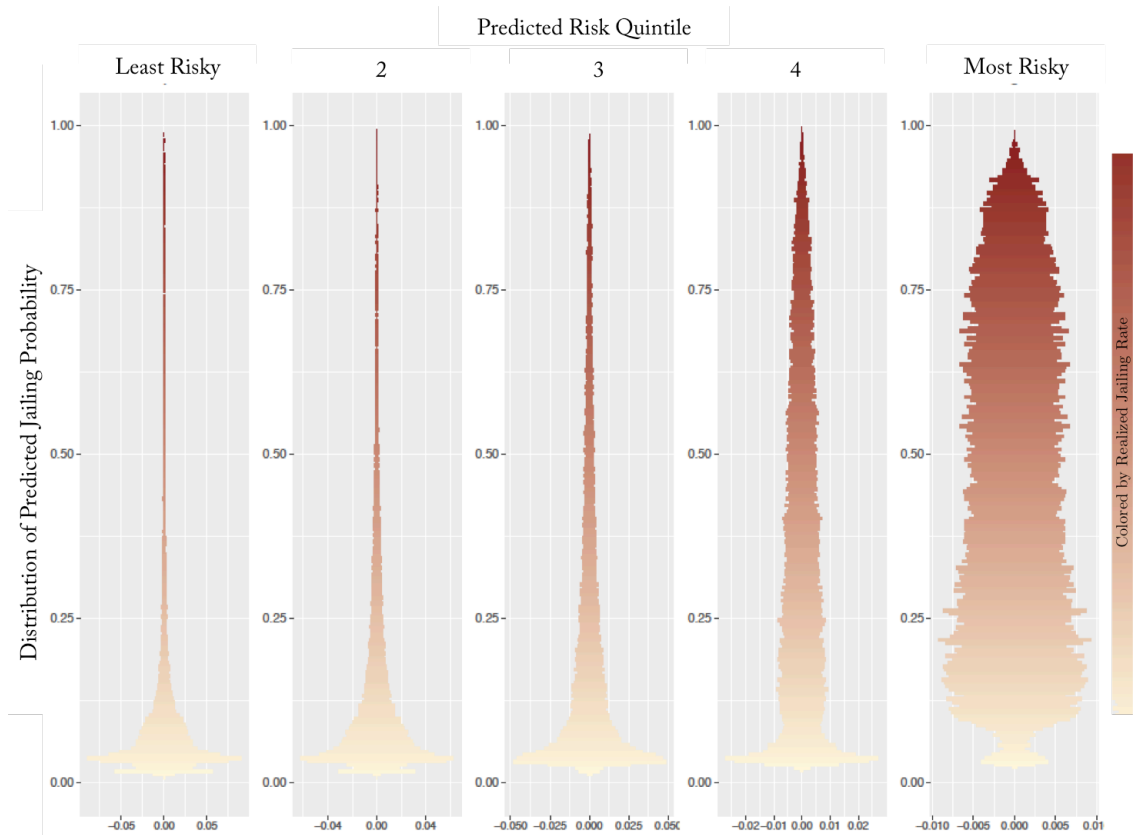 Predicted Risk Quintile
Least Risky 2 3 4 Most Risky
Distribution of Predicted Jailing Probability
1.00 1.00 1.00 1.00 1.00
0.75 0.75 0.75 0.75 0.75
0.50 0.50 0.50 0.50 0.50
0.25 0.25 0.25 0.25 0.25
0.00 0.00 0.00 0.00 0.00
−0.05 0.00 0.05 −0.04 0.00 0.04 −0.050 −0.025 0.000 0.025 0.05 −0.02 −0.01 0.00 0.01 0.02 −0.010 −0.005 0.000 0.005 0.01
Colored by Realized Jailing Rate